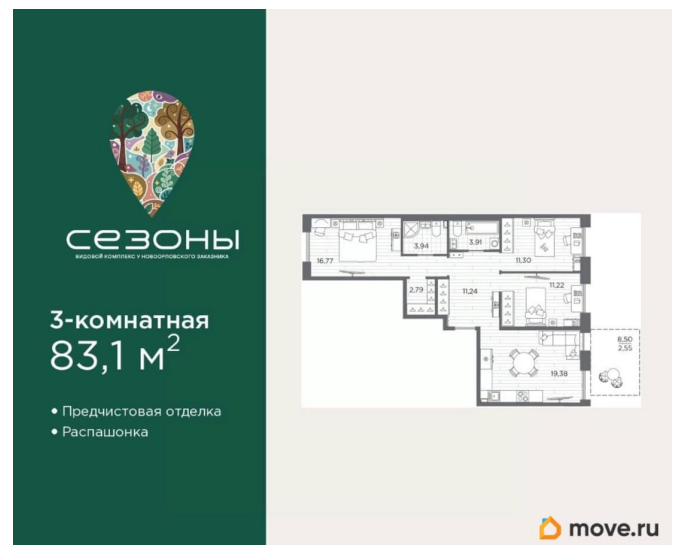 сезоны
ВИДОВОЙ КОМПЛЕКС У НОВООРЛОВСКОГО ЗАКАЗНИКА
3-комнатная
83,1 м²
• Предчистовая отделка
• Распашонка
16.77
3.94
3.91
11.30
2.79
11.24
11.22
8.50
2.55
19.38
move.ru